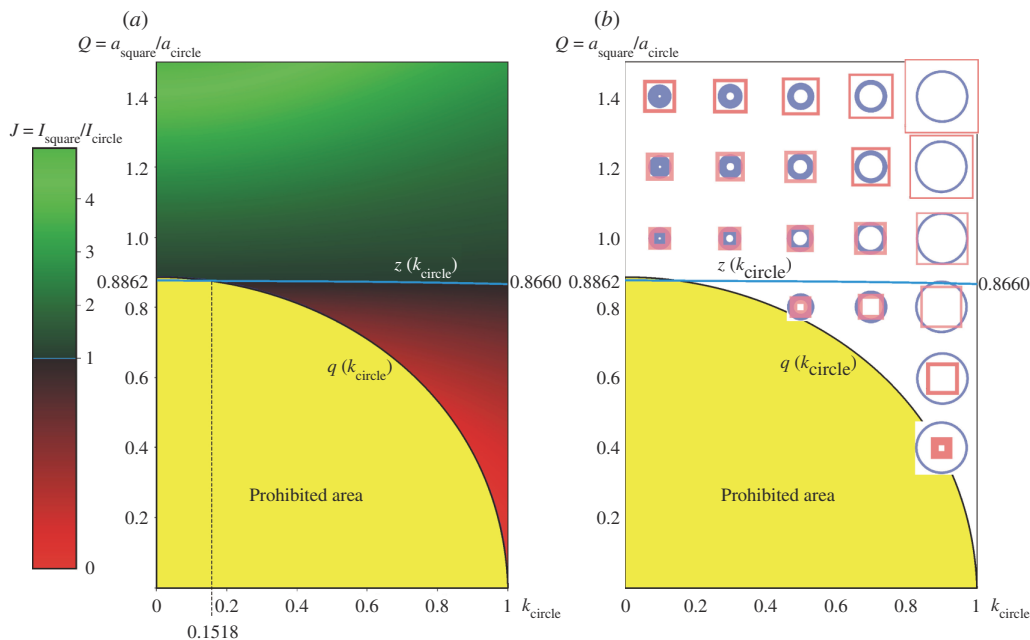 (a)
Q = a_square/a_circle
J = I_square/I_circle
4
3
2
1
0
1.4
1.2
1.0
0.8862
0.8
0.6
0.4
0.2
z (k_circle)
0.8660
q (k_circle)
Prohibited area
0 0.2 0.4 0.6 0.8 1 k_circle
0.1518
(b)
Q = a_square/a_circle
1.4
1.2
1.0
0.8862
0.8
0.6
0.4
0.2
z (k_circle)
0.8660
q (k_circle)
Prohibited area
0 0.2 0.4 0.6 0.8 1 k_circle